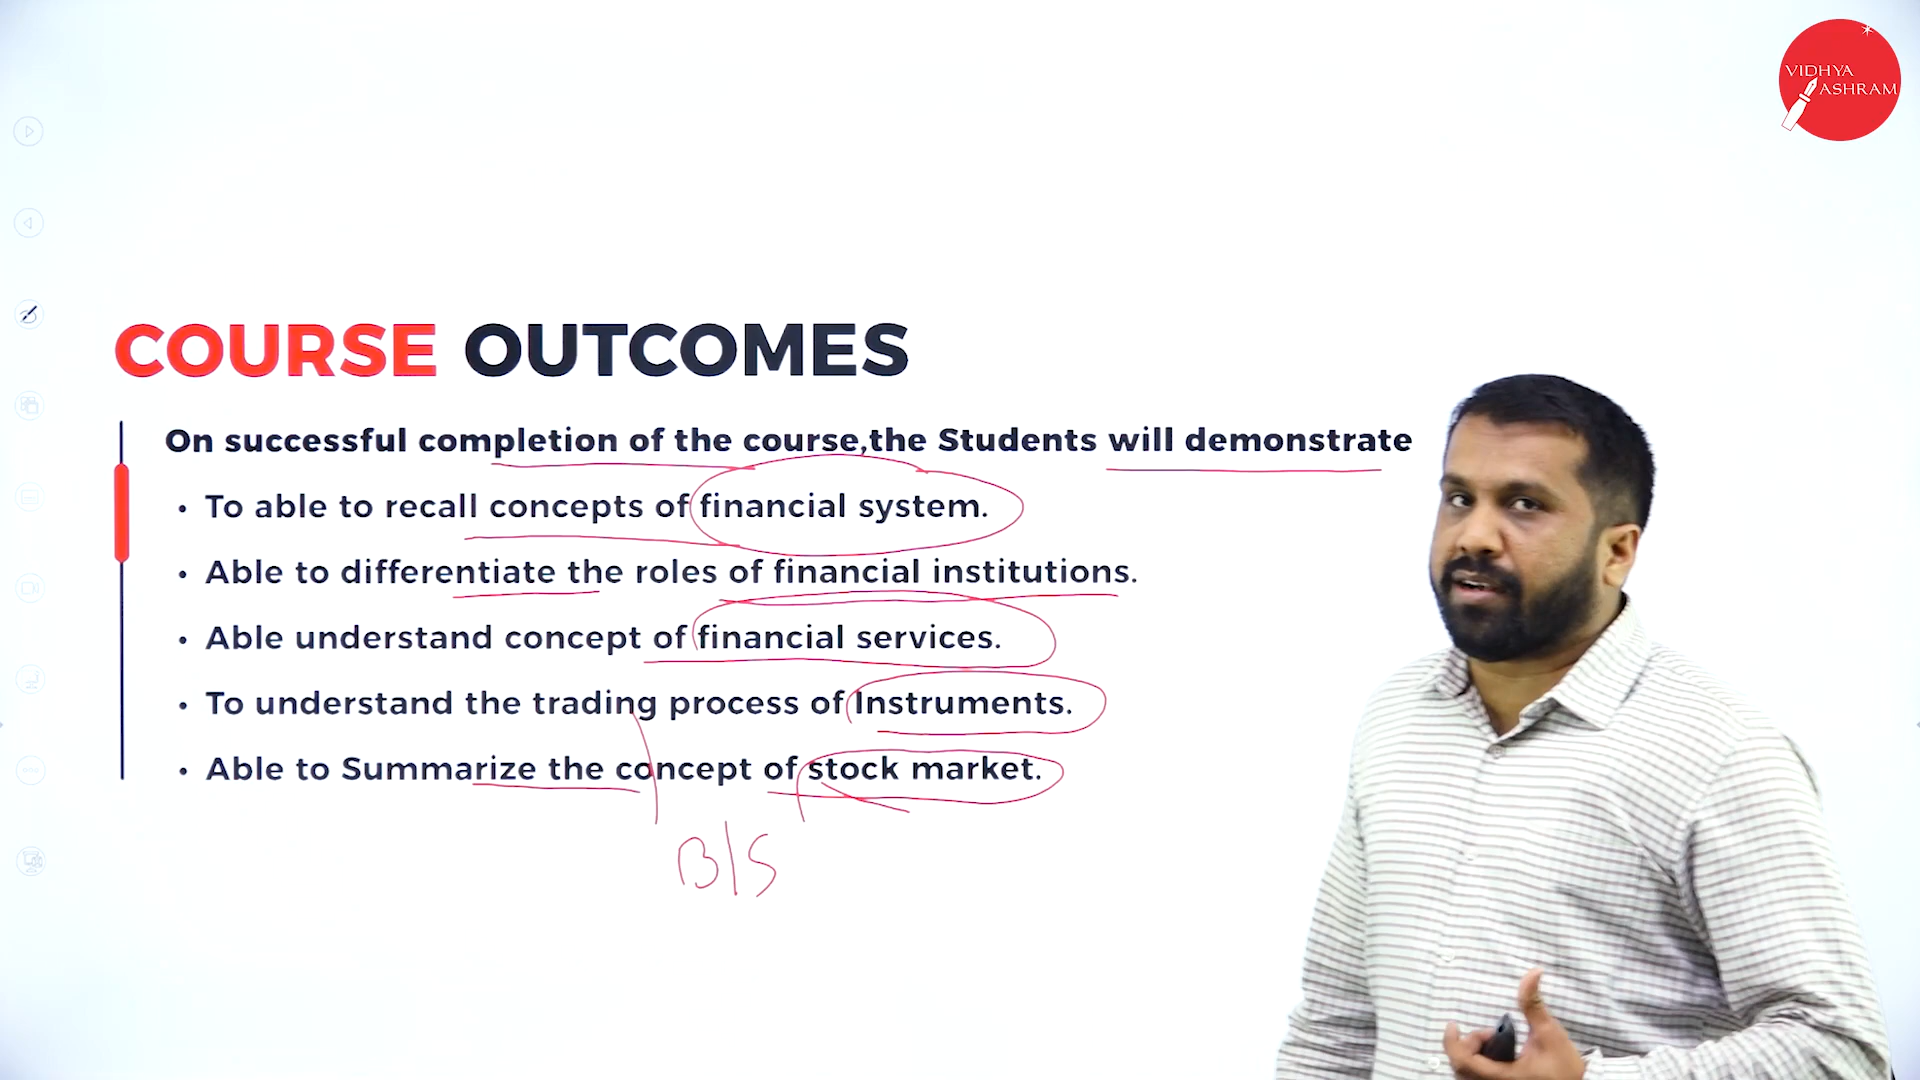 VIDHYA
ASHRAM
COURSE OUTCOMES
On successful completion of the course,the Students will demonstrate
• To able to recall concepts of financial system.
• Able to differentiate the roles of financial institutions.
• Able understand concept of financial services.
• To understand the trading process of Instruments.
• Able to Summarize the concept of stock market.
B/S